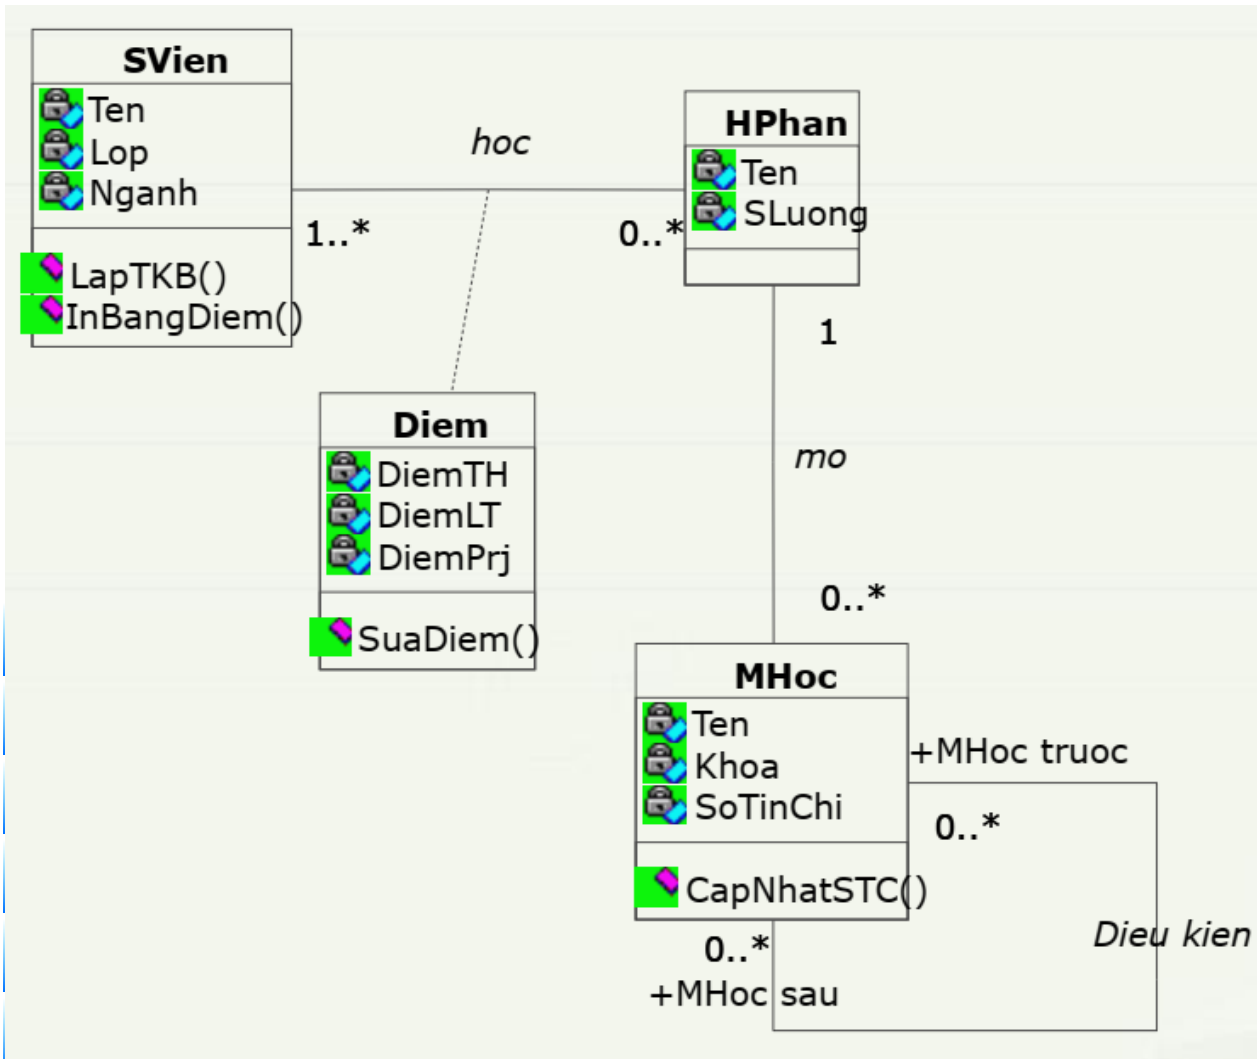 SVien
Ten
Lop
Nganh
LapTKB()
InBangDiem()
hoc
1..*
0..*
HPhan
Ten
SLuong
1
mo
0..*
Diem
DiemTH
DiemLT
DiemPrj
SuaDiem()
MHoc
Ten
Khoa
SoTinChi
CapNhatSTC()
+MHoc truoc
0..*
Dieu kien
0..*
+MHoc sau